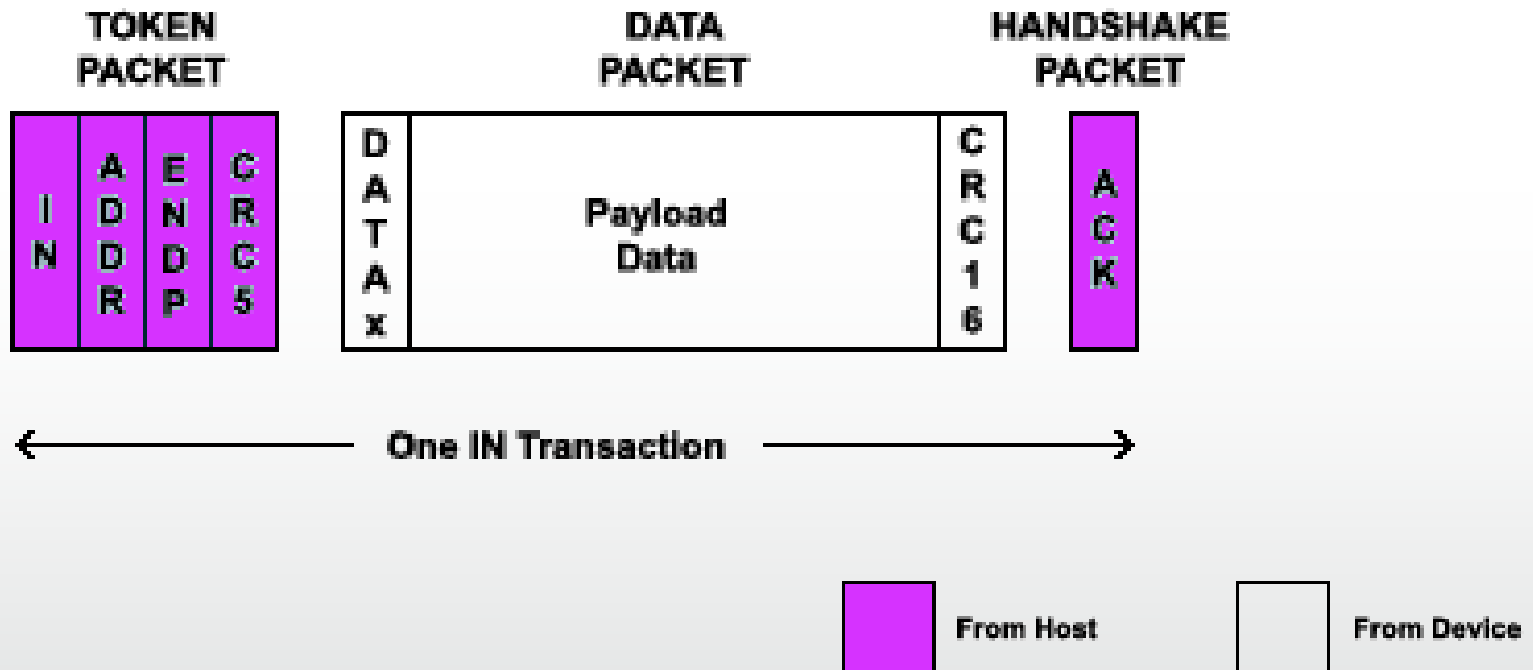 TOKEN
PACKET
DATA
PACKET
HANDSHAKE
PACKET
IN
ADDR
ENDP
CRC5
DATAx
Payload
Data
CRC16
ACK
One IN Transaction
From Host
From Device